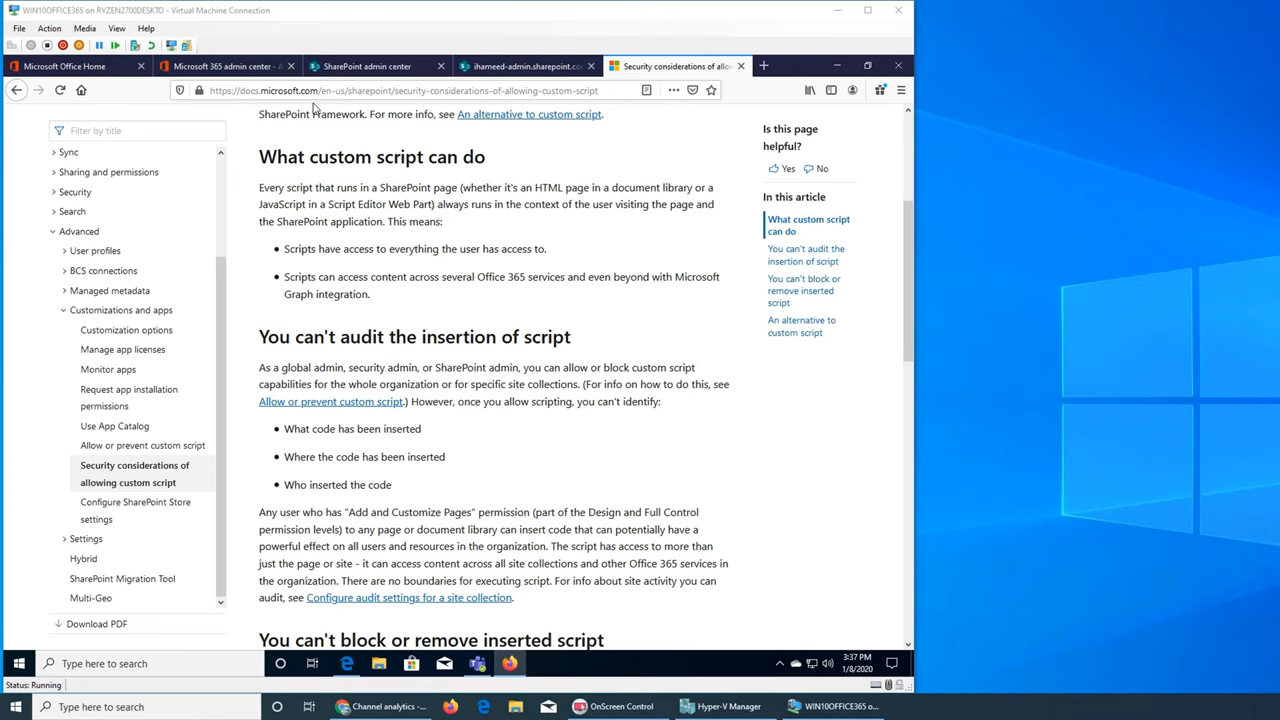 WIN10OFFICE365 on RYZEN2700DESKTO - Virtual Machine Connection
File Action Media View Help
Microsoft Office Home
Microsoft 365 admin center - A
SharePoint admin center
ihameed-admin.sharepoint.co
Security considerations of allow
https://docs.microsoft.com/en-us/sharepoint/security-considerations-of-allowing-custom-script
Filter by title
Sync
Sharing and permissions
Security
Search
Advanced
User profiles
BCS connections
Managed metadata
Customizations and apps
Customization options
Manage app licenses
Monitor apps
Request app installation
permissions
Use App Catalog
Allow or prevent custom script
Security considerations of
allowing custom script
Configure SharePoint Store
settings
Settings
Hybrid
SharePoint Migration Tool
Multi-Geo
Download PDF
SharePoint Framework. For more info, see An alternative to custom script.
What custom script can do
Every script that runs in a SharePoint page (whether it's an HTML page in a document library or a
JavaScript in a Script Editor Web Part) always runs in the context of the user visiting the page and
the SharePoint application. This means:
Scripts have access to everything the user has access to.
Scripts can access content across several Office 365 services and even beyond with Microsoft
Graph integration.
You can't audit the insertion of script
As a global admin, security admin, or SharePoint admin, you can allow or block custom script
capabilities for the whole organization or for specific site collections. (For info on how to do this, see
Allow or prevent custom script.) However, once you allow scripting, you can't identify:
What code has been inserted
Where the code has been inserted
Who inserted the code
Any user who has "Add and Customize Pages" permission (part of the Design and Full Control
permission levels) to any page or document library can insert code that can potentially have a
powerful effect on all users and resources in the organization. The script has access to more than
just the page or site - it can access content across all site collections and other Office 365 services in
the organization. There are no boundaries for executing script. For info about site activity you can
audit, see Configure audit settings for a site collection.
You can't block or remove inserted script
Is this page
helpful?
Yes No
In this article
What custom script
can do
You can't audit the
insertion of script
You can't block or
remove inserted
script
An alternative to
custom script
Type here to search
3:37 PM
1/8/2020
Status: Running
Type here to search
Channel analytics - ...
OnScreen Control
Hyper-V Manager
WIN10OFFICE365 o...